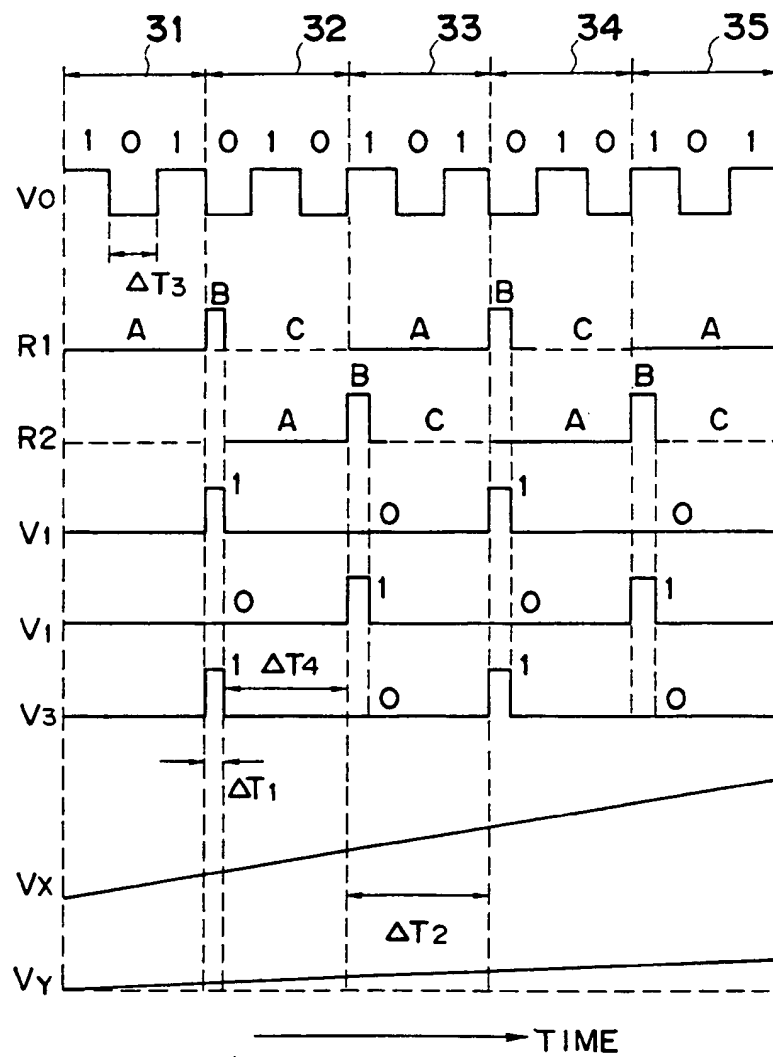 31 32 33 34 35
1 0 1 0 1 0 1 0 1 0 1 0 1 0 1
V0
ΔT3
B B
A C A C A
R1
B B
A C A C
R2
1 1
0 0
V1
1 1
0 0
V1
1 ΔT4 1
0 0
V3
ΔT1
VX
ΔT2
VY
TIME